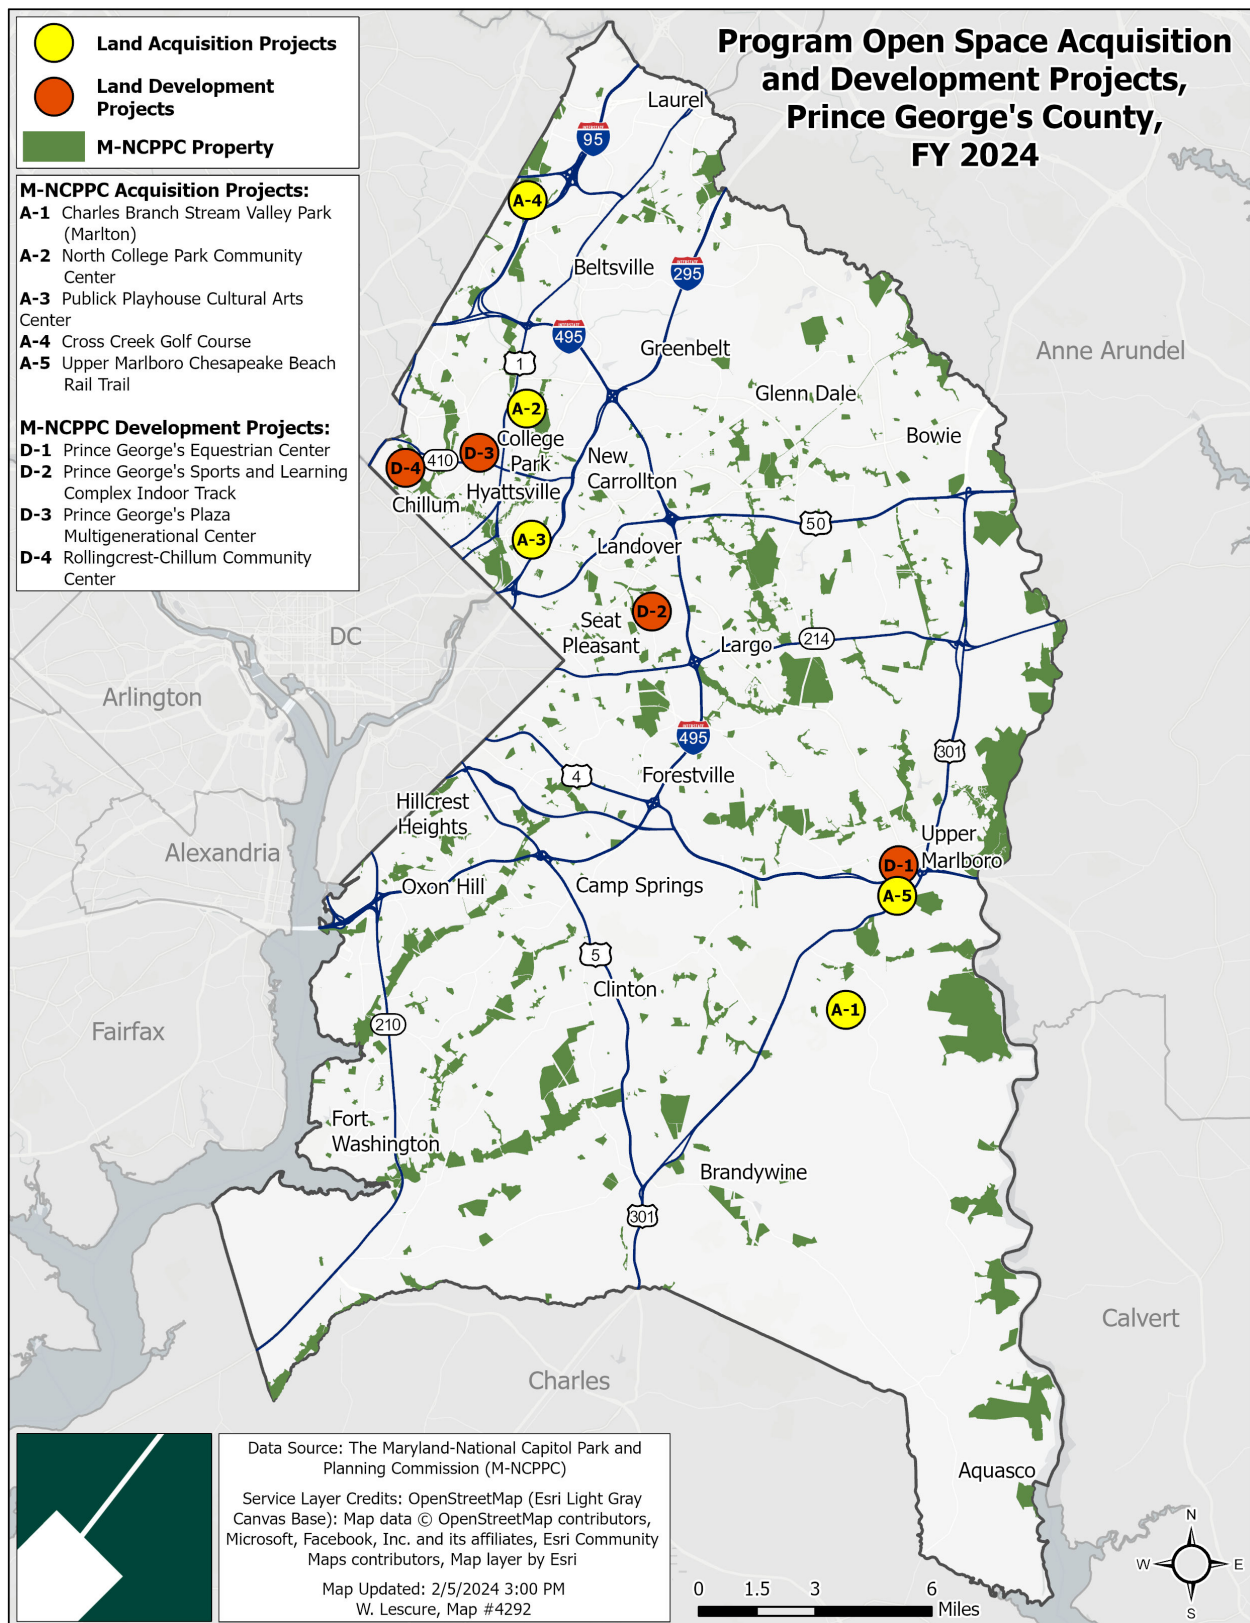 Land Acquisition Projects
Land Development
Projects
M-NCPPC Property
Program Open Space Acquisition
and Development Projects,
Prince George's County,
FY 2024
M-NCPPC Acquisition Projects:
A-1 Charles Branch Stream Valley Park
(Marlton)
A-2 North College Park Community
Center
A-3 Publick Playhouse Cultural Arts
Center
A-4 Cross Creek Golf Course
A-5 Upper Marlboro Chesapeake Beach
Rail Trail
M-NCPPC Development Projects:
D-1 Prince George's Equestrian Center
D-2 Prince George's Sports and Learning
Complex Indoor Track
D-3 Prince George's Plaza
Multigenerational Center
D-4 Rollingcrest-Chillum Community
Center
Laurel
INTERSTATE
95
A-4
Beltsville
INTERSTATE
295
INTERSTATE
495
Greenbelt
Anne Arundel
1
Glenn Dale
A-2
College
Park
Bowie
D-3
410
D-4
New
Carrollton
Hyattsville
Chillum
50
A-3
Landover
D-2
Seat
Pleasant
DC
Largo
214
Arlington
INTERSTATE
495
301
4
Forestville
Hillcrest
Heights
Upper
Marlboro
Alexandria
D-1
Oxon Hill
Camp Springs
A-5
5
Clinton
A-1
Fairfax
210
Fort
Washington
Brandywine
301
Calvert
Charles
Aquasco
Data Source: The Maryland-National Capitol Park and
Planning Commission (M-NCPPC)
Service Layer Credits: OpenStreetMap (Esri Light Gray
Canvas Base): Map data © OpenStreetMap contributors,
Microsoft, Facebook, Inc. and its affiliates, Esri Community
Maps contributors, Map layer by Esri
Map Updated: 2/5/2024 3:00 PM
W. Lescure, Map #4292
N
W E
S
0 1.5 3 6
Miles